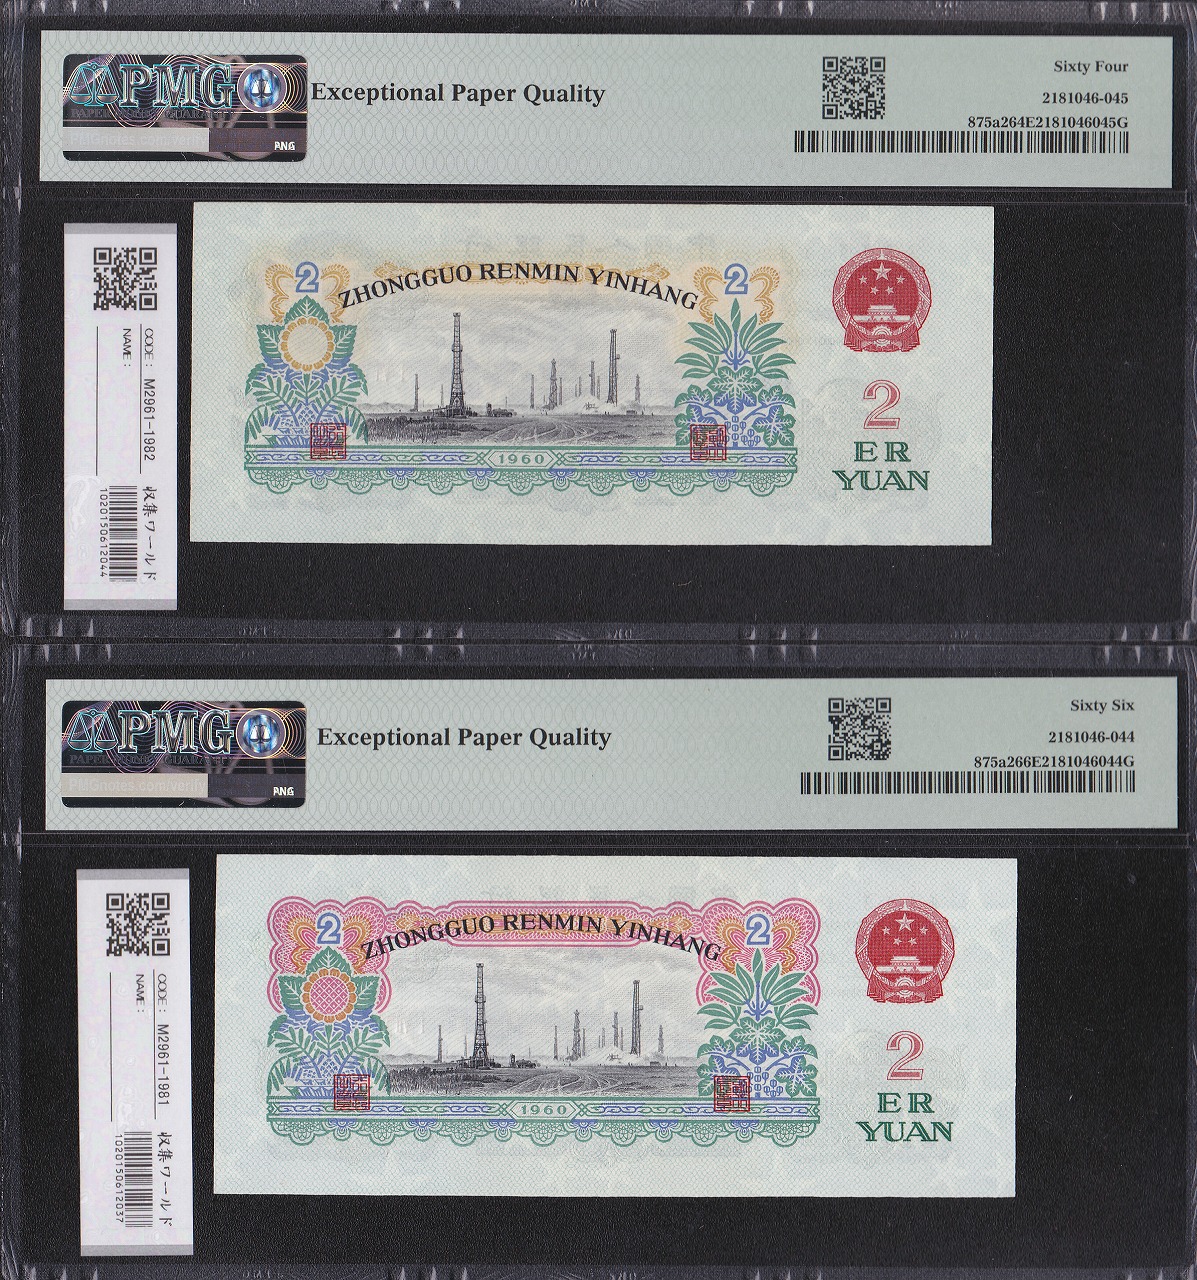 PMG
Exceptional Paper Quality
Sixty Four
2181046-045
875a264E2181046045G
PNG
CODE: M2961-1982
NAME:
収集ワールド
1020150612044
2
ZHONGGUO RENMIN YINHANG
2
1960
2
ER
YUAN
PMG
Exceptional Paper Quality
Sixty Six
2181046-044
875a266E2181046044G
PNG
CODE: M2961-1981
NAME:
収集ワールド
1020150612037
2
ZHONGGUO RENMIN YINHANG
2
1960
2
ER
YUAN